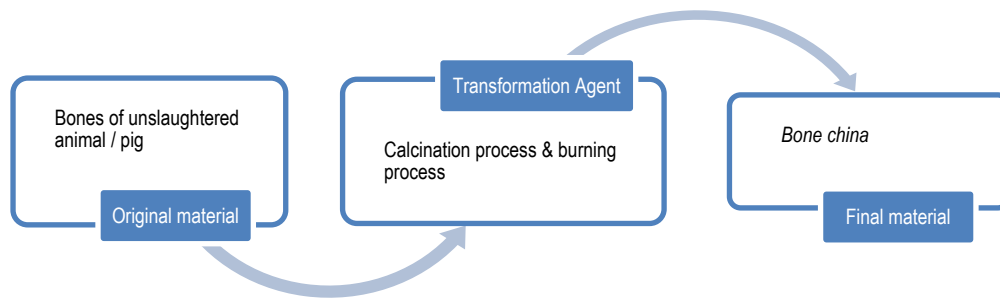 Bones of unslaughtered
animal / pig
Original material
Transformation Agent
Calcination process & burning
process
Bone china
Final material